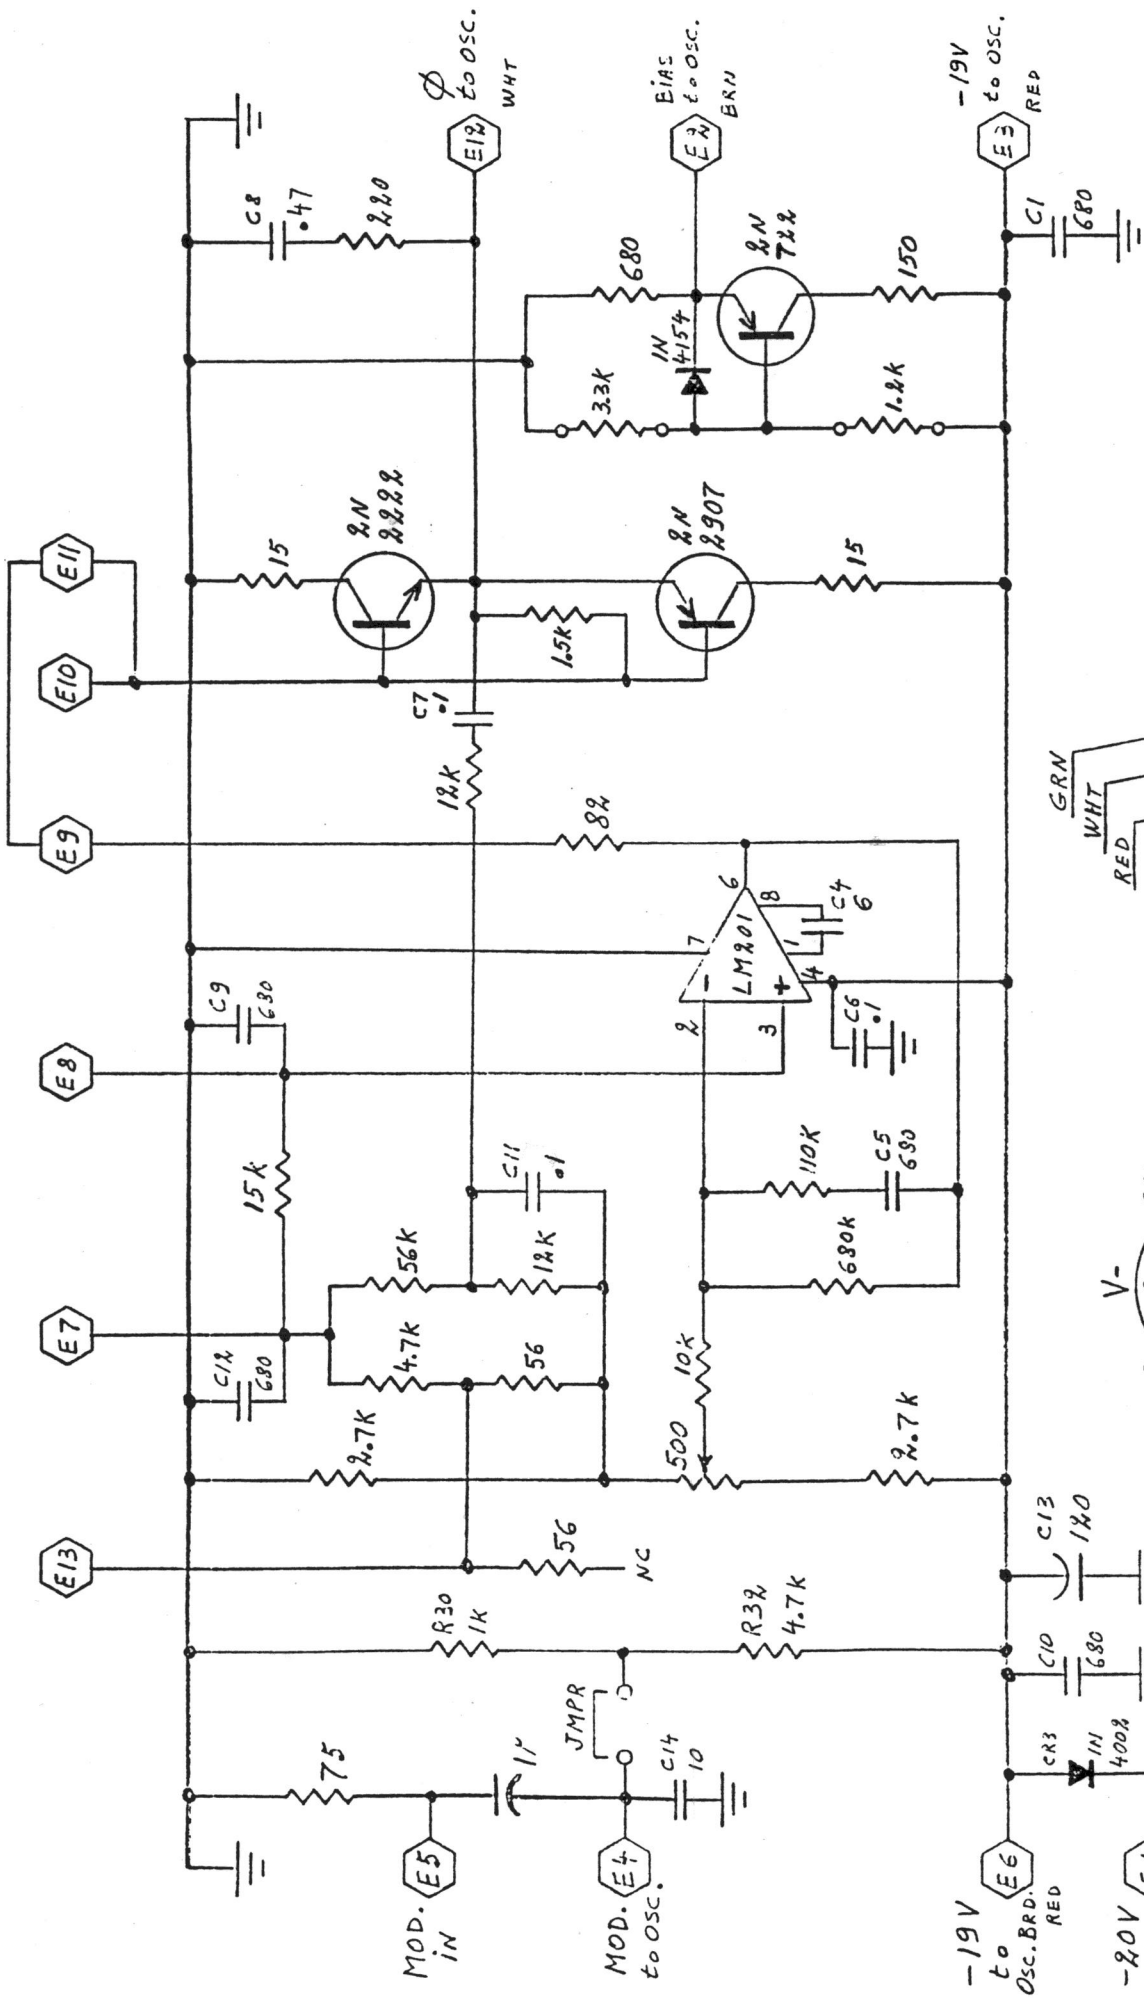 E13
E7
E8
E9
E10
E11
C12
680
C9
630
C8
.47
220
15k
2.7K
4.7K
56K
56
12K
C11
.1
12K
C7
.1
15
2N
2222
1.5K
2N
2907
15
E12
Ø
to OSC.
WHT
680
3.3K
IN
4154
2N
722
150
1.2K
E2
BIAS
to OSC.
BRN
E3
-19V
to OSC.
RED
C1
680
75
MOD.
iN
E5
1μ
MOD.
to OSC.
E4
JMPR
C14
10
R30
1K
R32
4.7K
56
NC
500
10K
2.7K
680K
110K
C5
680
2
3
-
+
LM201
7
6
8
1
4
C4
6
C6
.1
82
E6
-19V
to
OSC.BRD.
RED
-20V
CR3
IN
4002
C10
680
C13
120
V-
GRN
WHT
RED